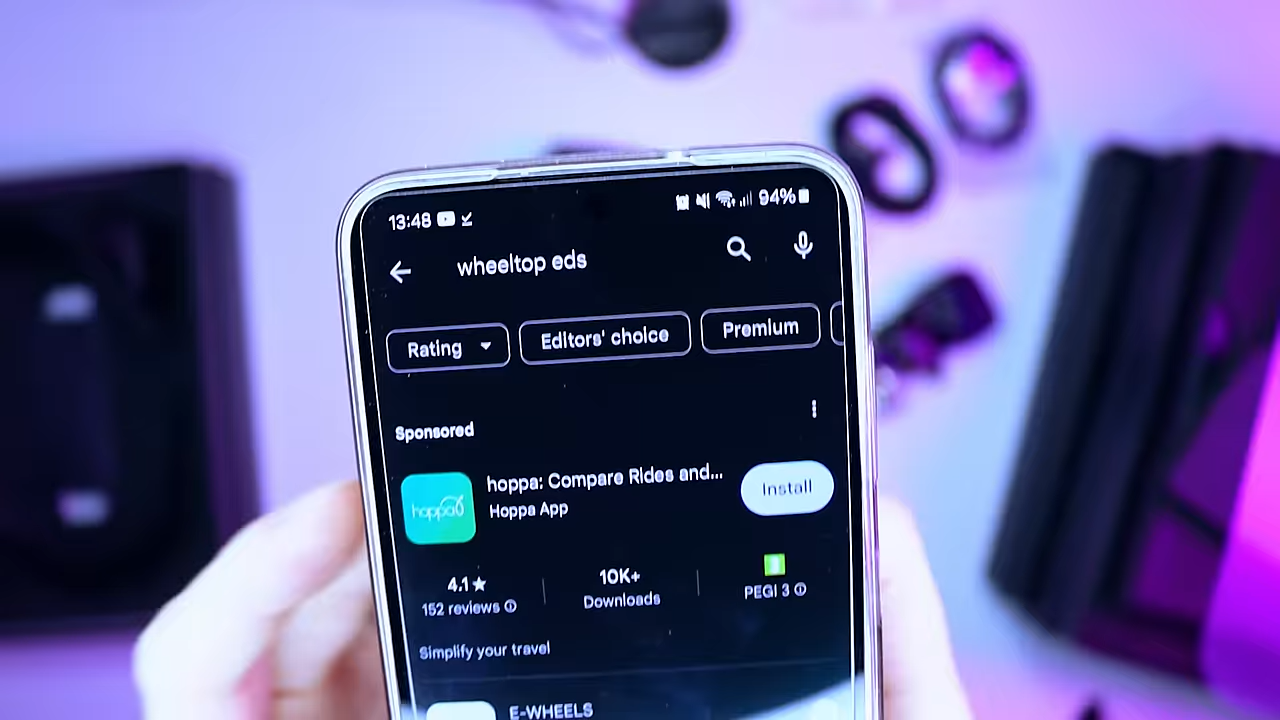 13:48
94%
wheeltop eds
Rating
Editors' choice
Premium
Sponsored
hoppa: Compare Rides and...
Hoppa App
Install
hoppa
4.1★
152 reviews
10K+
Downloads
PEGI 3
Simplify your travel
E-WHEELS